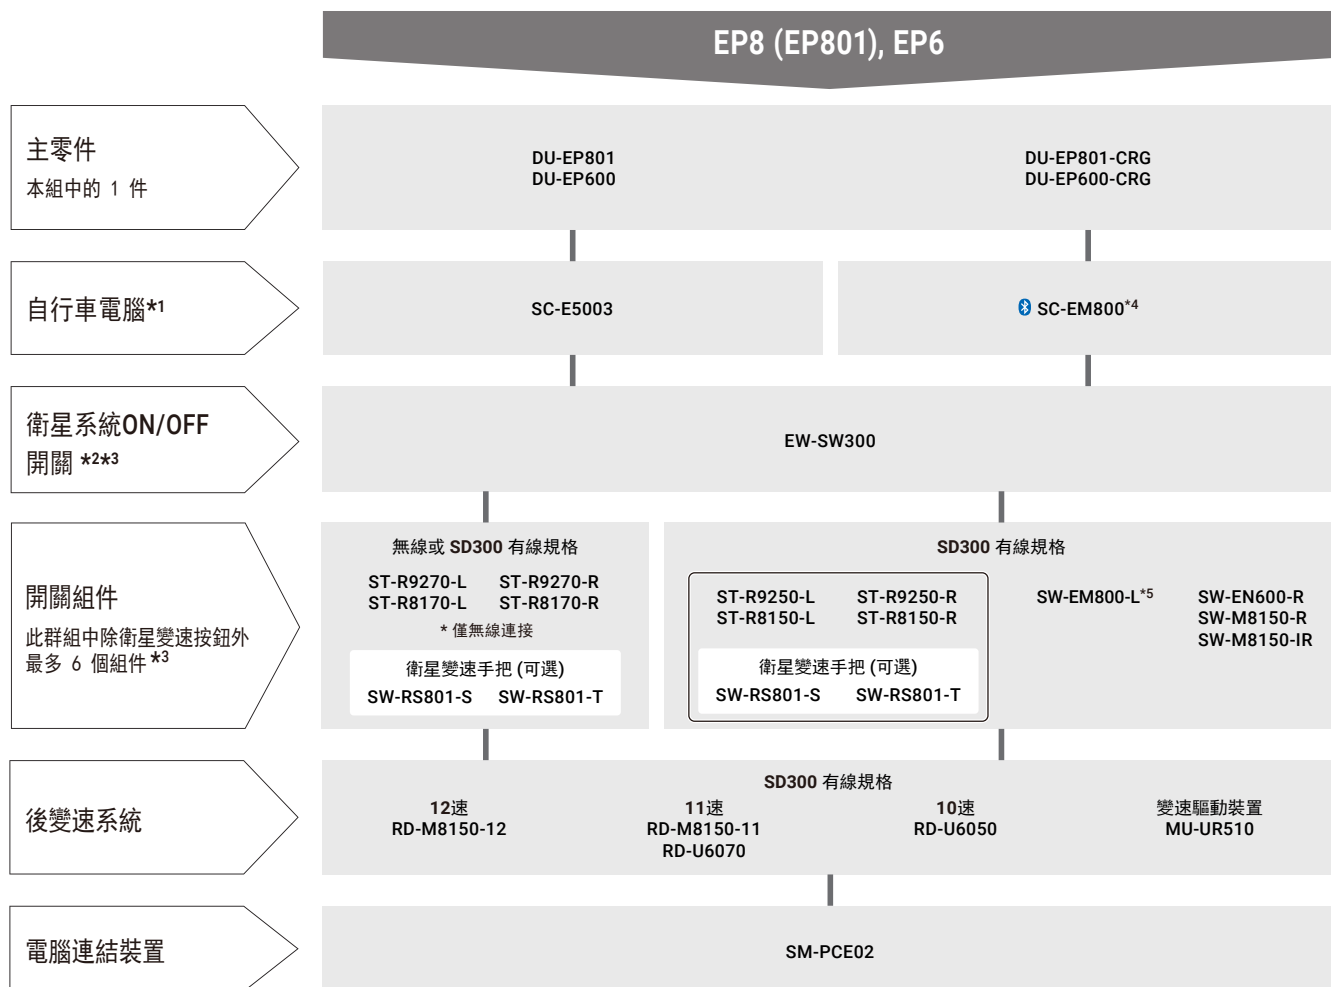 EP8 (EP801), EP6
主零件
本組中的 1 件
DU-EP801
DU-EP600
DU-EP801-CRG
DU-EP600-CRG
自行車電腦*1
SC-E5003
SC-EM800*4
衛星系統ON/OFF
開關 *2*3
EW-SW300
開關組件
此群組中除衛星變速按鈕外
最多 6 個組件 *3
無線或 SD300 有線規格
ST-R9270-L ST-R9270-R
ST-R8170-L ST-R8170-R
* 僅無線連接
衛星變速手把 (可選)
SW-RS801-S SW-RS801-T
SD300 有線規格
ST-R9250-L ST-R9250-R
ST-R8150-L ST-R8150-R
衛星變速手把 (可選)
SW-RS801-S SW-RS801-T
SW-EM800-L*5
SW-EN600-R
SW-M8150-R
SW-M8150-IR
後變速系統
SD300 有線規格
12速
RD-M8150-12
11速
RD-M8150-11
RD-U6070
10速
RD-U6050
變速驅動裝置
MU-UR510
電腦連結裝置
SM-PCE02